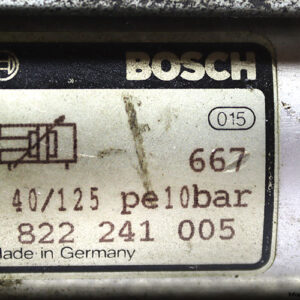 BOSCH
015
667
40/125 pe10bar
822 241 005
Made in Germany